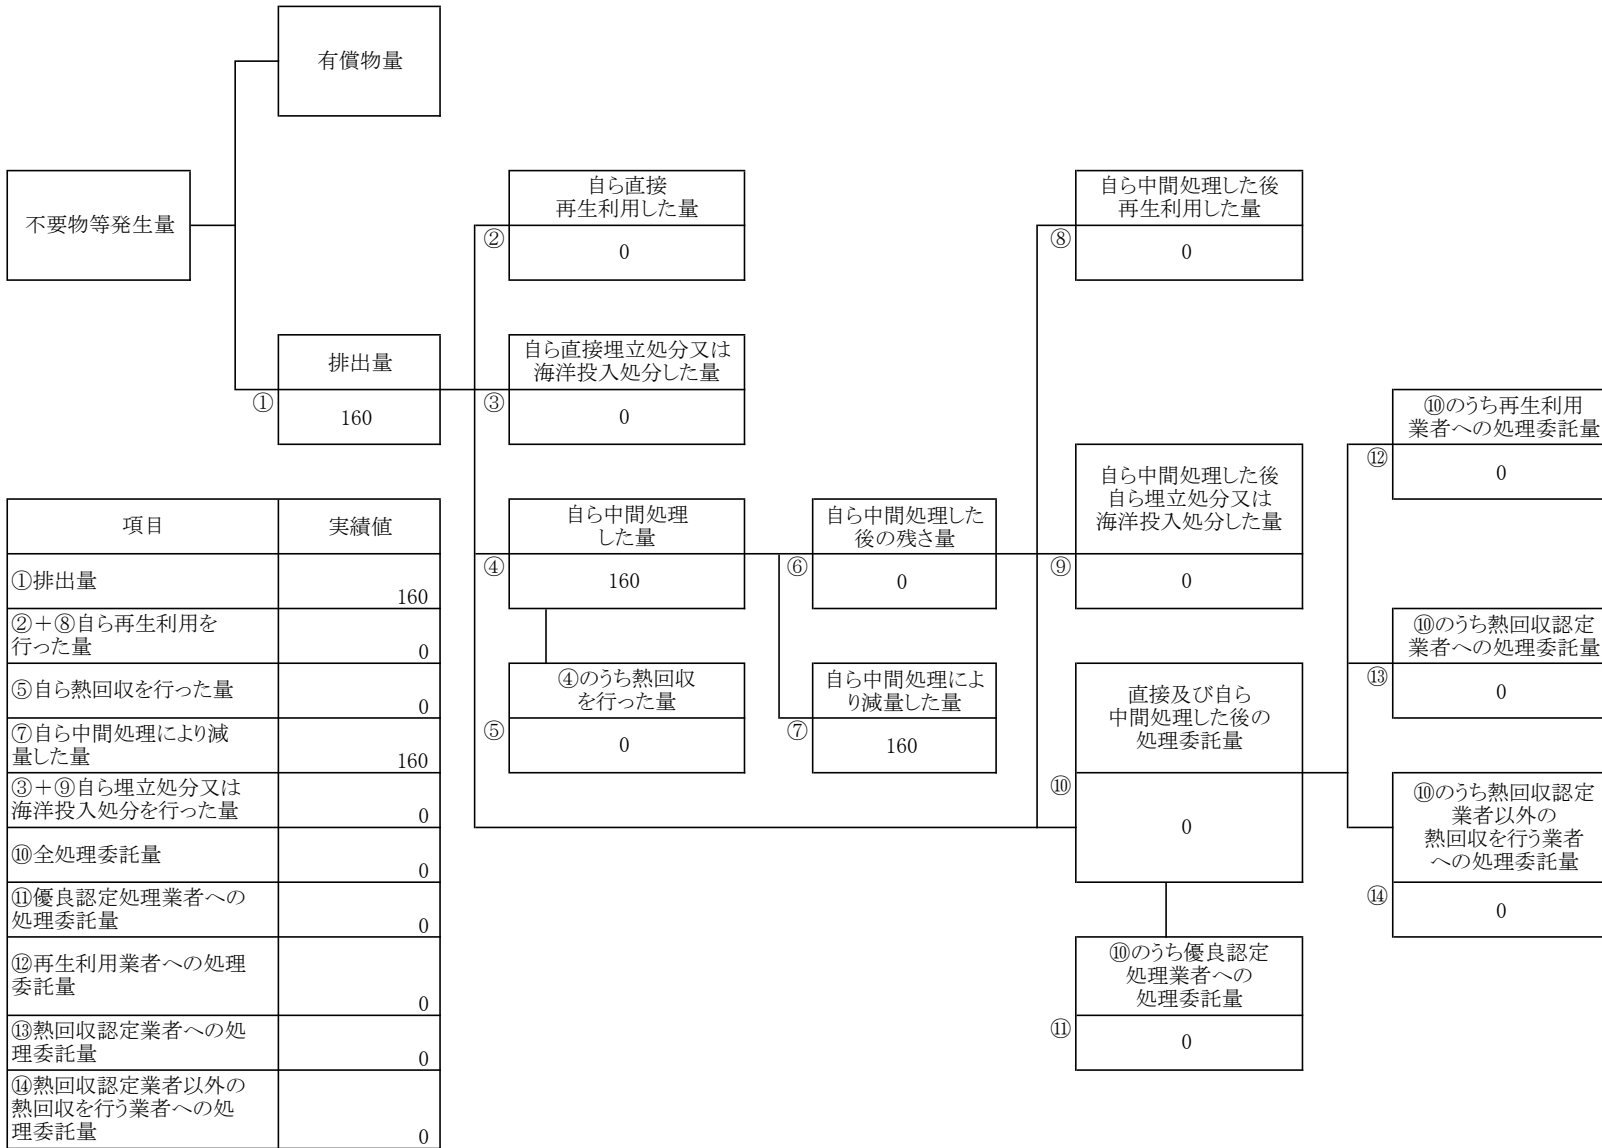 有償物量
不要物等発生量
自ら直接
再生利用した量
②
0
自ら中間処理した後
再生利用した量
⑧
0
排出量
①
160
自ら直接埋立処分又は
海洋投入処分した量
③
0
⑩のうち再生利用
業者への処理委託量
⑫
0
自ら中間処理
した量
④
160
自ら中間処理した
後の残さ量
⑥
0
自ら中間処理した後
自ら埋立処分又は
海洋投入処分した量
⑨
0
⑩のうち熱回収認定
業者への処理委託量
⑬
0
④のうち熱回収
を行った量
⑤
0
自ら中間処理によ
り減量した量
⑦
160
直接及び自ら
中間処理した後の
処理委託量
⑩
0
⑩のうち熱回収認定
業者以外の
熱回収を行う業者
への処理委託量
⑭
0
⑩のうち優良認定
処理業者への
処理委託量
⑪
0
項目 実績値
①排出量 160
②+⑧自ら再生利用を
行った量 0
⑤自ら熱回収を行った量 0
⑦自ら中間処理により減
量した量 160
③+⑨自ら埋立処分又は
海洋投入処分を行った量 0
⑩全処理委託量 0
⑪優良認定処理業者への
処理委託量 0
⑫再生利用業者への処理
委託量 0
⑬熱回収認定業者への処
理委託量 0
⑭熱回収認定業者以外の
熱回収を行う業者への処
理委託量 0